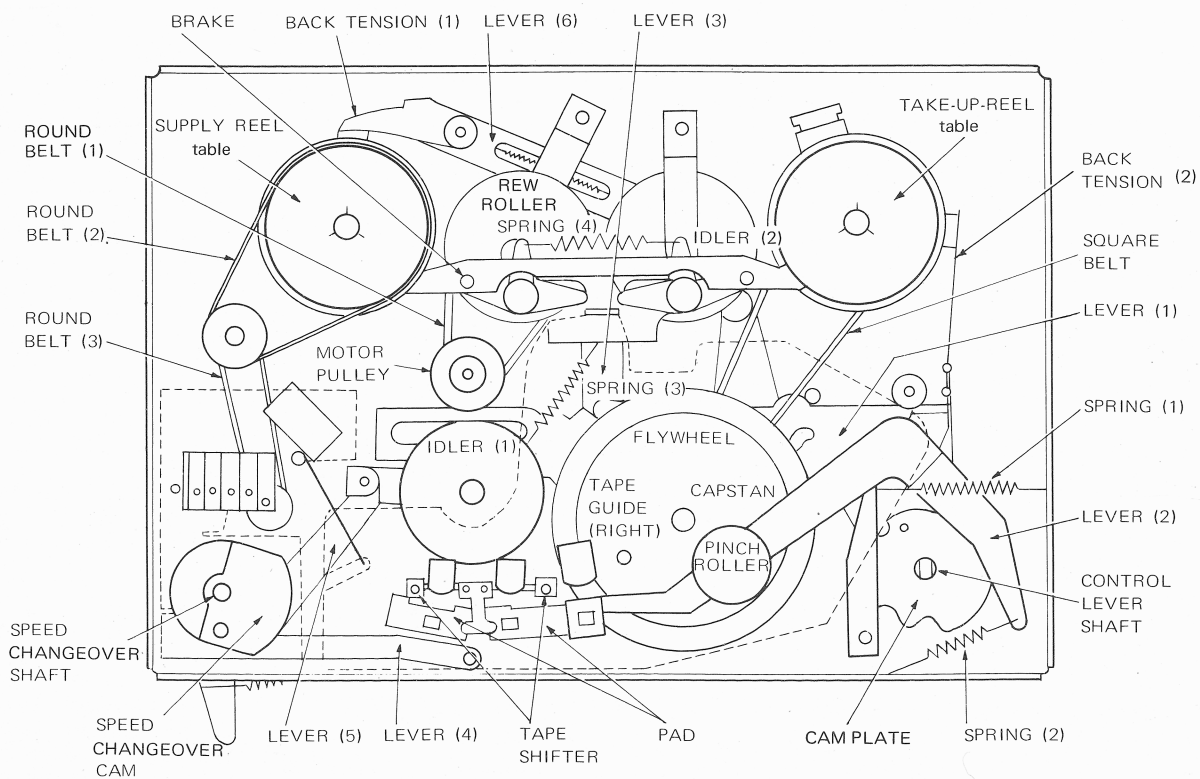 BRAKE
BACK TENSION (1)
LEVER (6)
LEVER (3)
ROUND
BELT (1)
SUPPLY REEL
table
TAKE-UP-REEL
table
BACK
TENSION (2)
REW
ROLLER
SPRING (4)
IDLER (2)
ROUND
BELT (2)
SQUARE
BELT
ROUND
BELT (3)
LEVER (1)
MOTOR
PULLEY
SPRING (3)
SPRING (1)
IDLER (1)
FLYWHEEL
TAPE
GUIDE
(RIGHT)
CAPSTAN
LEVER (2)
PINCH
ROLLER
CONTROL
LEVER
SHAFT
SPEED
CHANGEOVER
SHAFT
SPEED
CHANGEOVER
CAM
LEVER (5)
LEVER (4)
TAPE
SHIFTER
PAD
CAM PLATE
SPRING (2)